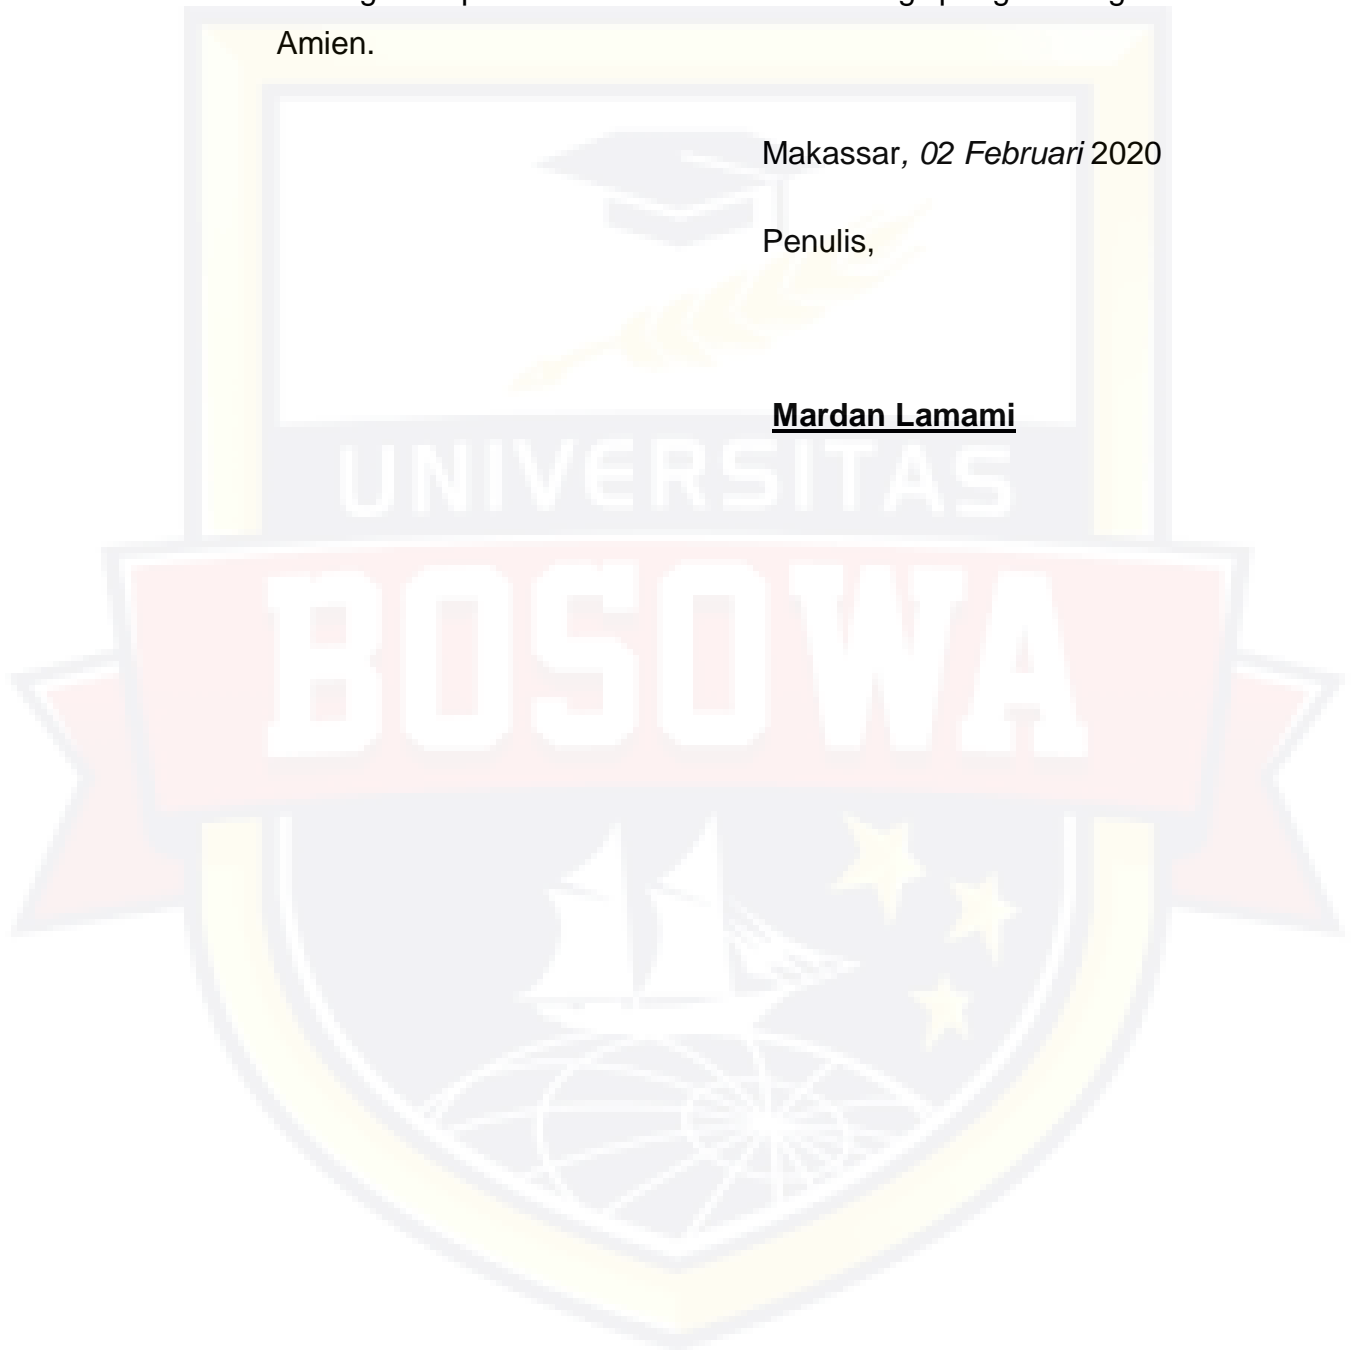 Amien.
Makassar, 02 Februari 2020
Penulis,
Mardan Lamami
UNIVERSITAS
BOSOWA